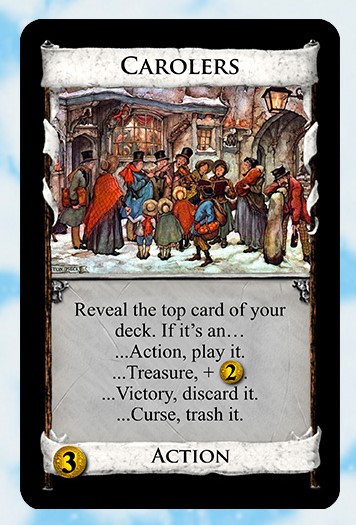 CAROLERS
Reveal the top card of your
deck. If it's an...
...Action, play it.
...Treasure, + 2.
...Victory, discard it.
...Curse, trash it.
3
ACTION